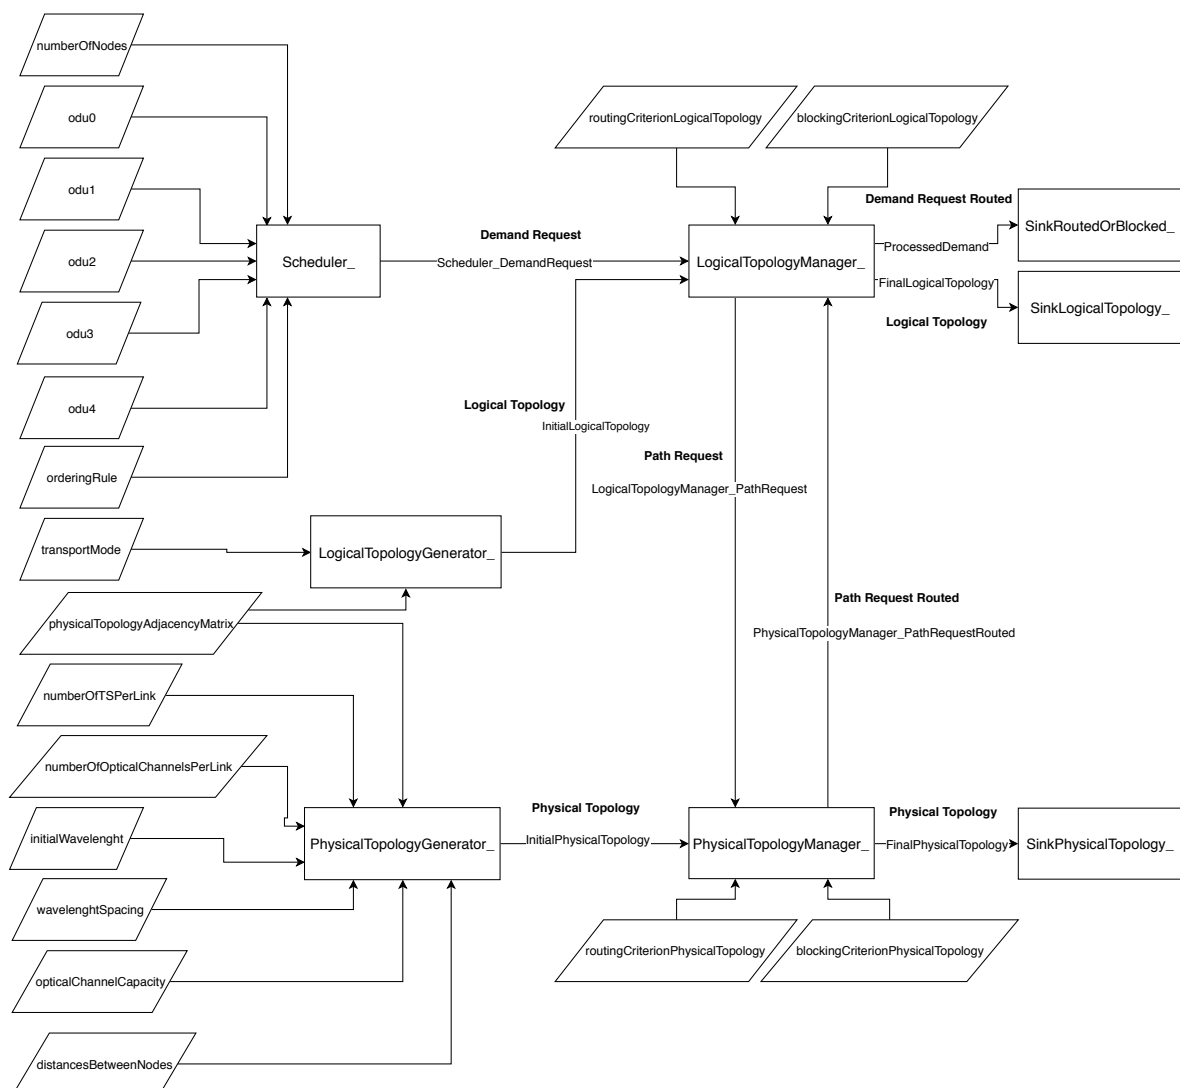 numberOfNodes
odu0
routingCriterionLogicalTopology
blockingCriterionLogicalTopology
odu1
Demand Request Routed
SinkRoutedOrBlocked_
Demand Request
ProcessedDemand
odu2
Scheduler_
Scheduler_DemandRequest
LogicalTopologyManager_
FinalLogicalTopology
SinkLogicalTopology_
Logical Topology
odu3
odu4
Logical Topology
InitialLogicalTopology
Path Request
orderingRule
LogicalTopologyManager_PathRequest
transportMode
LogicalTopologyGenerator_
Path Request Routed
physicalTopologyAdjacencyMatrix
PhysicalTopologyManager_PathRequestRouted
numberOfTSPerLink
numberOfOpticalChannelsPerLink
Physical Topology
Physical Topology
initialWavelenght
PhysicalTopologyGenerator_
InitialPhysicalTopology
PhysicalTopologyManager_
FinalPhysicalTopology
SinkPhysicalTopology_
wavelenghtSpacing
routingCriterionPhysicalTopology
blockingCriterionPhysicalTopology
opticalChannelCapacity
distancesBetweenNodes